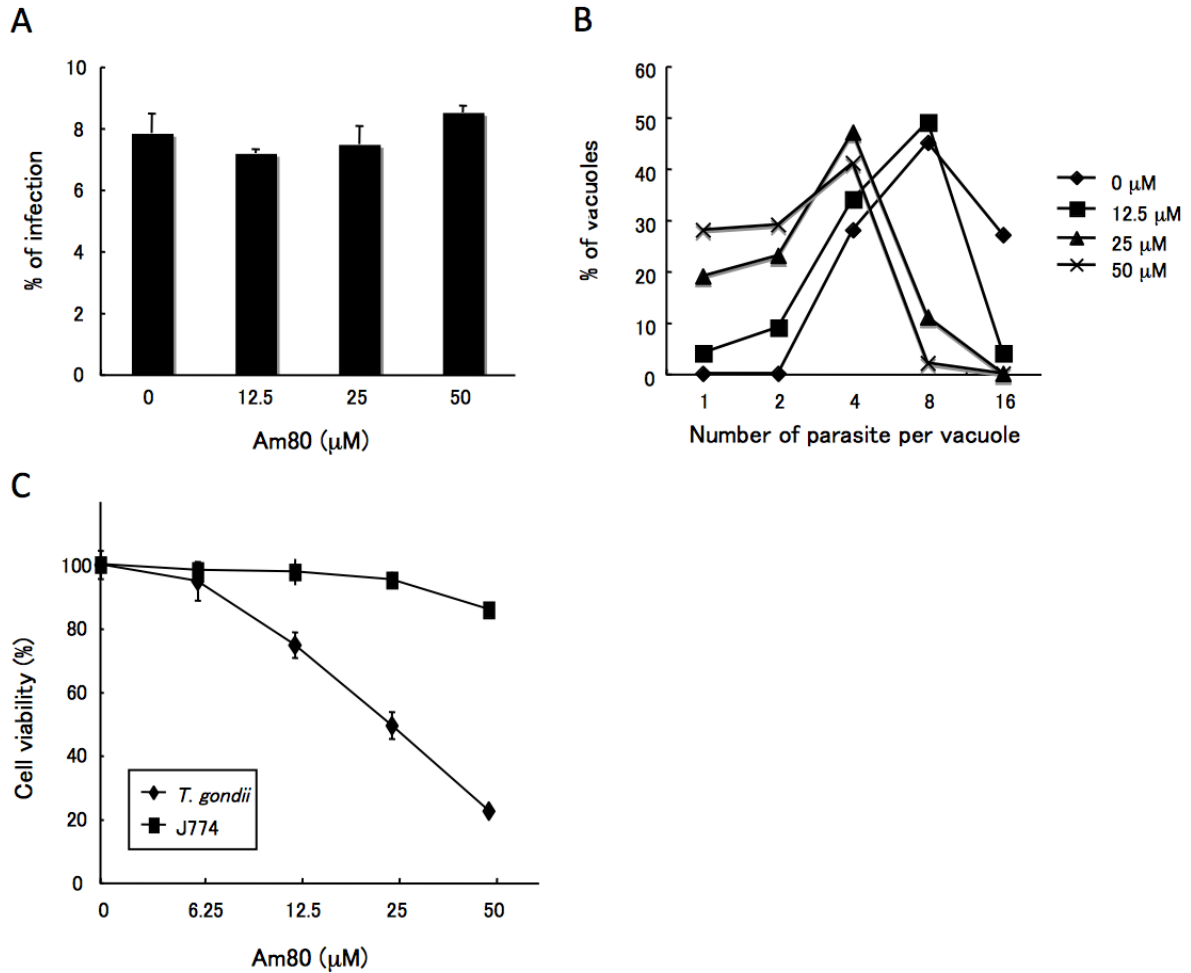 A
10
8
6
4
2
0
% of infection
0 12.5 25 50
Am80 (μM)
B
60
50
40
30
20
10
0
% of vacuoles
1 2 4 8 16
Number of parasite per vacuole
0 μM
12.5 μM
25 μM
50 μM
C
100
80
60
40
20
0
Cell viability (%)
T. gondii
J774
0 6.25 12.5 25 50
Am80 (μM)